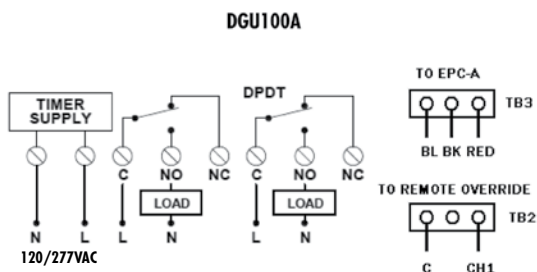 DGU100A
TIMER
SUPPLY
DPDT
C NO NC C NO NC
LOAD LOAD
N L L N L N
120/277VAC
TO EPC-A
TB3
BL BK RED
TO REMOTE OVERRIDE
TB2
C CH1